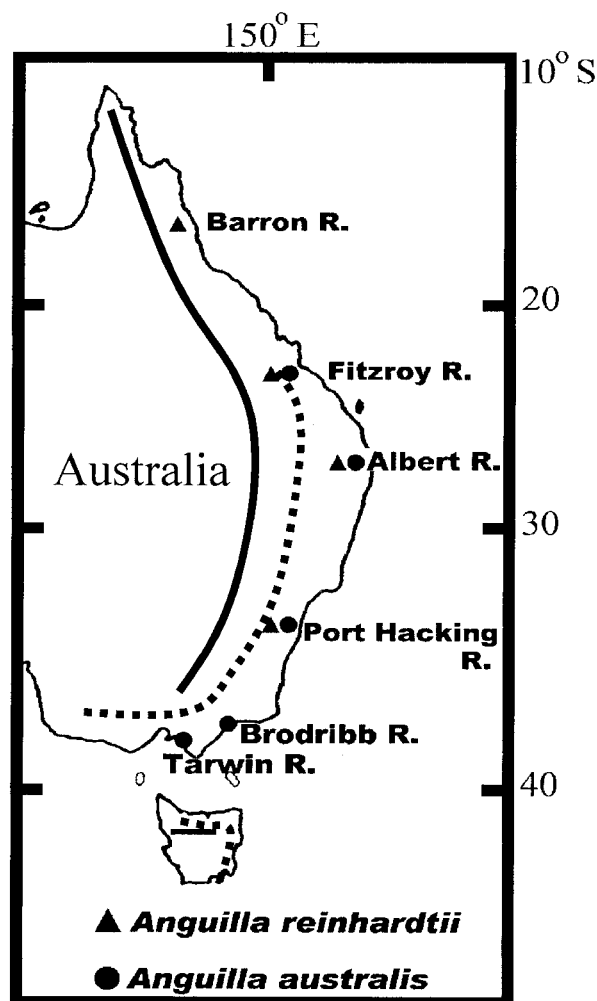 150° E
10° S
Barron R.
20
Fitzroy R.
Australia
Albert R.
30
Port Hacking
R.
Brodribb R.
Tarwin R.
40
Anguilla reinhardtii
Anguilla australis